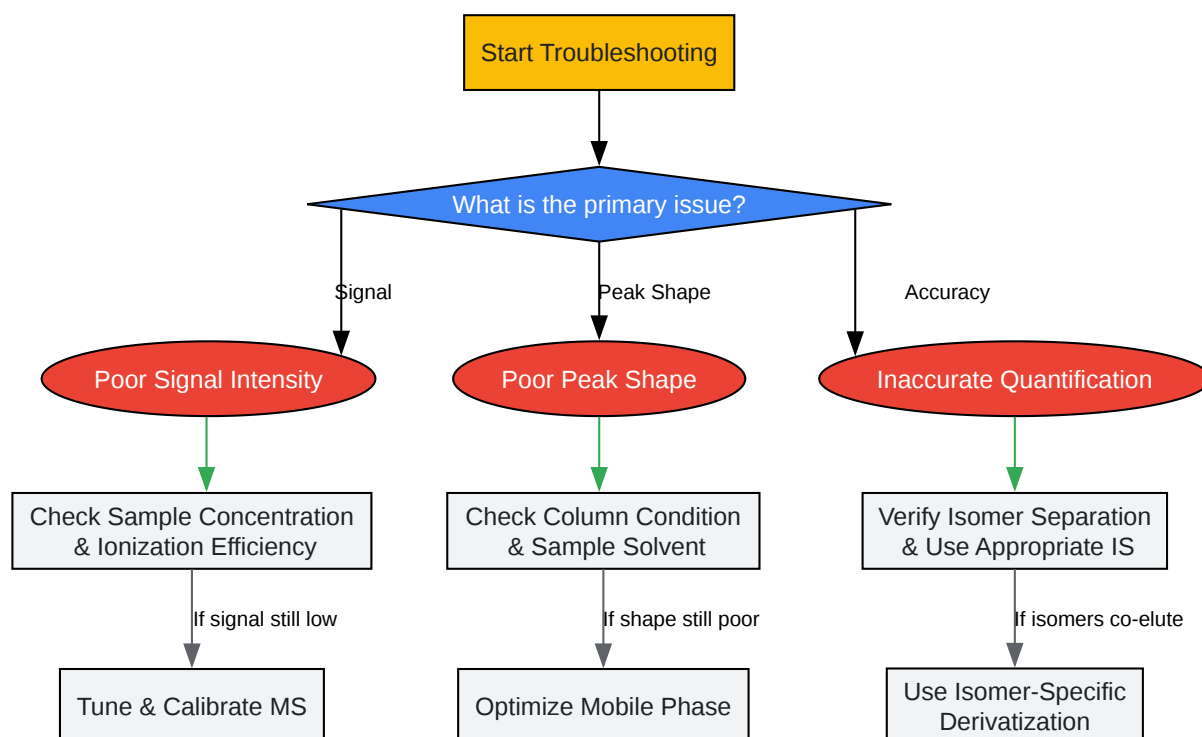 Start Troubleshooting
What is the primary issue?
Signal
Peak Shape
Accuracy
Poor Signal Intensity
Poor Peak Shape
Inaccurate Quantification
Check Sample Concentration
& Ionization Efficiency
Check Column Condition
& Sample Solvent
Verify Isomer Separation
& Use Appropriate IS
If signal still low
If shape still poor
If isomers co-elute
Tune & Calibrate MS
Optimize Mobile Phase
Use Isomer-Specific
Derivatization